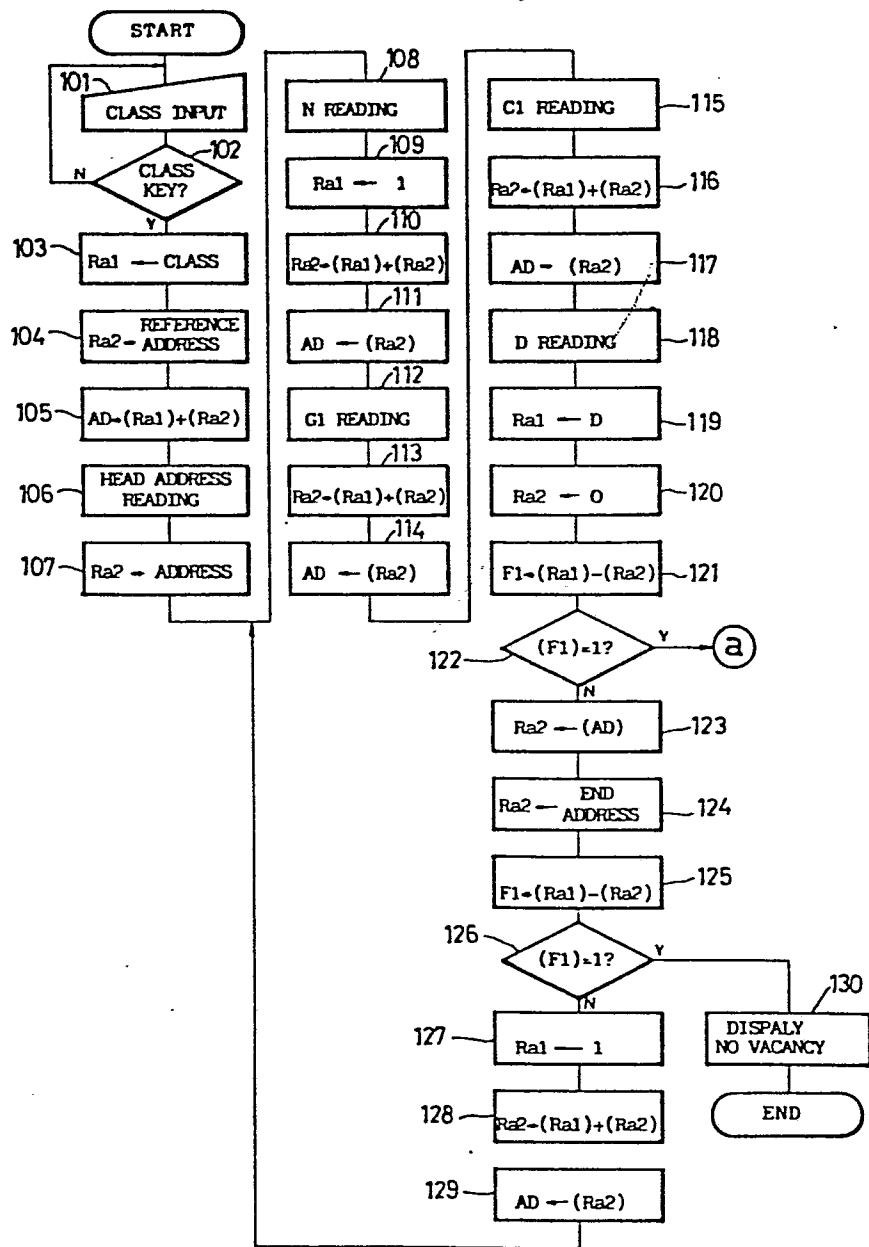 START
101
CLASS INPUT
102
CLASS
KEY?
N
Y
103
Ra1 ← CLASS
104
Ra2 ← REFERENCE
ADDRESS
105
AD←(Ra1)+(Ra2)
106
HEAD ADDRESS
READING
107
Ra2 ← ADDRESS
108
N READING
109
Ra1 ← 1
110
Ra2←(Ra1)+(Ra2)
111
AD ← (Ra2)
112
G1 READING
113
Ra2←(Ra1)+(Ra2)
114
AD ← (Ra2)
C1 READING
115
Ra2←(Ra1)+(Ra2)
116
AD ← (Ra2)
117
D READING
118
Ra1 ← D
119
Ra2 ← O
120
F1←(Ra1)-(Ra2)
121
122
(F1)=1?
Y
a
N
Ra2 ← (AD)
123
Ra2 ← END
ADDRESS
124
F1←(Ra1)-(Ra2)
125
126
(F1)=1?
Y
N
127
Ra1 — 1
130
DISPALY
NO VACANCY
128
Ra2←(Ra1)+(Ra2)
END
129
AD ← (Ra2)